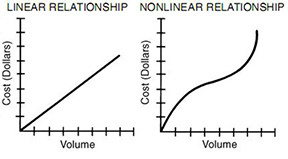 LINEAR RELATIONSHIP
Cost (Dollars)
Volume
NONLINEAR RELATIONSHIP
Cost (Dollars)
Volume